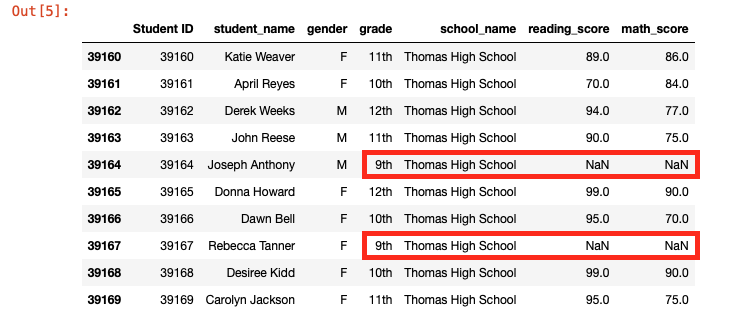 Out[5]:
Student ID student_name gender grade school_name reading_score math_score
39160 39160 Katie Weaver F 11th Thomas High School 89.0 86.0
39161 39161 April Reyes F 10th Thomas High School 70.0 84.0
39162 39162 Derek Weeks M 12th Thomas High School 94.0 77.0
39163 39163 John Reese M 11th Thomas High School 90.0 75.0
39164 39164 Joseph Anthony M 9th Thomas High School NaN NaN
39165 39165 Donna Howard F 12th Thomas High School 99.0 90.0
39166 39166 Dawn Bell F 10th Thomas High School 95.0 70.0
39167 39167 Rebecca Tanner F 9th Thomas High School NaN NaN
39168 39168 Desiree Kidd F 10th Thomas High School 99.0 90.0
39169 39169 Carolyn Jackson F 11th Thomas High School 95.0 75.0